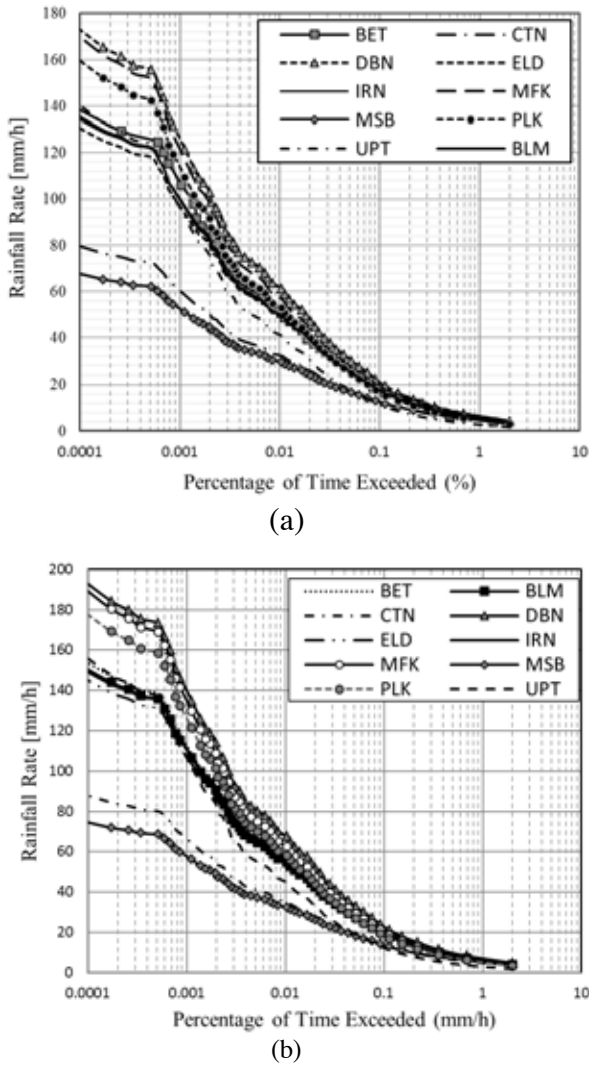 180
160
140
120
100
80
60
40
20
0
Rainfall Rate [mm/h]
BET CTN
DBN ELD
IRN MFK
MSB PLK
UPT BLM
0.0001 0.001 0.01 0.1 1 10
Percentage of Time Exceeded (%)
(a)
200
180
160
140
120
100
80
60
40
20
0
Rainfall Rate [mm/h]
BET BLM
CTN DBN
ELD IRN
MFK MSB
PLK UPT
0.0001 0.001 0.01 0.1 1 10
Percentage of Time Exceeded (mm/h)
(b)